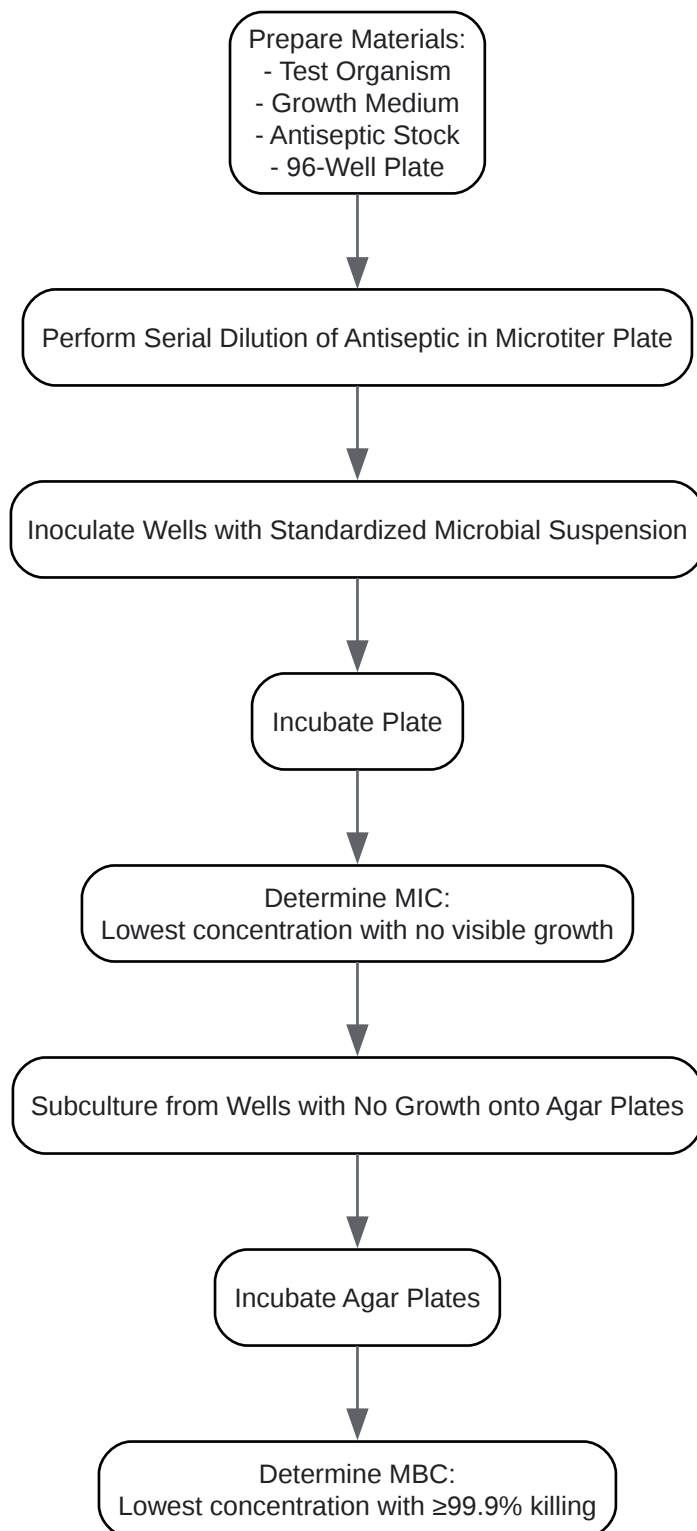 Prepare Materials:
- Test Organism
- Growth Medium
- Antiseptic Stock
- 96-Well Plate
Perform Serial Dilution of Antiseptic in Microtiter Plate
Inoculate Wells with Standardized Microbial Suspension
Incubate Plate
Determine MIC:
Lowest concentration with no visible growth
Subculture from Wells with No Growth onto Agar Plates
Incubate Agar Plates
Determine MBC:
Lowest concentration with ≥99.9% killing